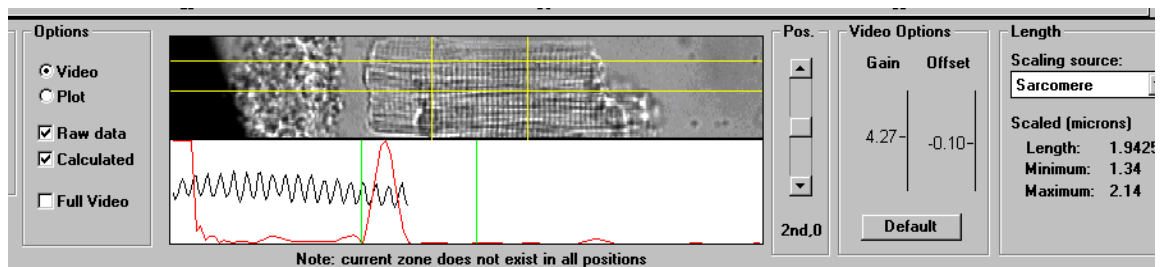 Options
Video
Plot
Raw data
Calculated
Full Video
Note: current zone does not exist in all positions
Pos.
2nd,0
Video Options
Gain Offset
4.27 -0.10
Default
Length
Scaling source:
Sarcomere
Scaled (microns)
Length: 1.9425
Minimum: 1.34
Maximum: 2.14